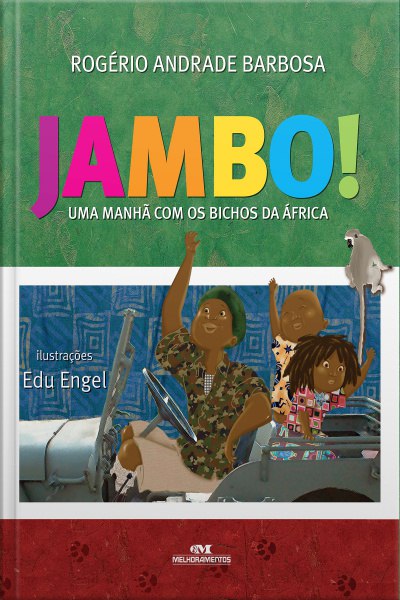 ROGÉRIO ANDRADE BARBOSA
JAMBO!
UMA MANHÃ COM OS BICHOS DA ÁFRICA
ilustrações
Edu Engel
MELHORAMENTOS